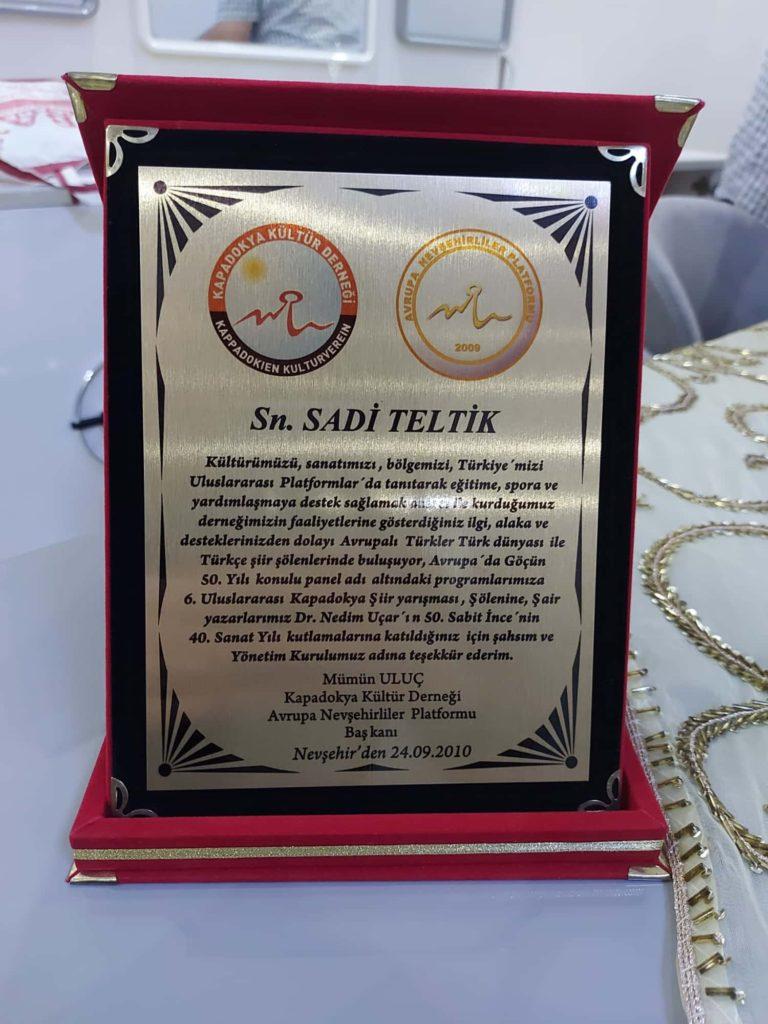 KAPADOKYA KÜLTÜR DERNEĞİ
KAPPADOKIEN KULTURVEREIN
AVRUPA NEVŞEHİRLİLER PLATFORMU
2009
Sn. SADİ TELTİK
Kültürümüzü, sanatımızı , bölgemizi, Türkiye´mizi
Uluslararası Platformlar´da tanıtarak eğitime, spora ve
yardımlaşmaya destek sağlamak ile kurduğumuz
derneğimizin faaliyetlerine gösterdiğiniz ilgi, alaka ve
desteklerinizden dolayı Avrupalı Türkler Türk dünyası ile
Türkçe şiir şölenlerinde buluşuyor, Avrupa´da Göçün
50. Yılı konulu panel adı altındaki programlarımıza
6. Uluslararası Kapadokya Şiir yarışması , Şölenine, Şair
yazarlarımız Dr. Nedim Uçar´ın 50. Sabit İnce´nin
40. Sanat Yılı kutlamalarına katıldığınız için şahsım ve
Yönetim Kurulumuz adına teşekkür ederim.
Mümün ULUÇ
Kapadokya Kültür Derneği
Avrupa Nevşehirliler Platformu
Başkanı
Nevşehir'den 24.09.2010